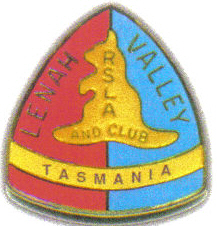 LENAH VALLEY
RSLA
AND CLUB
TASMANIA